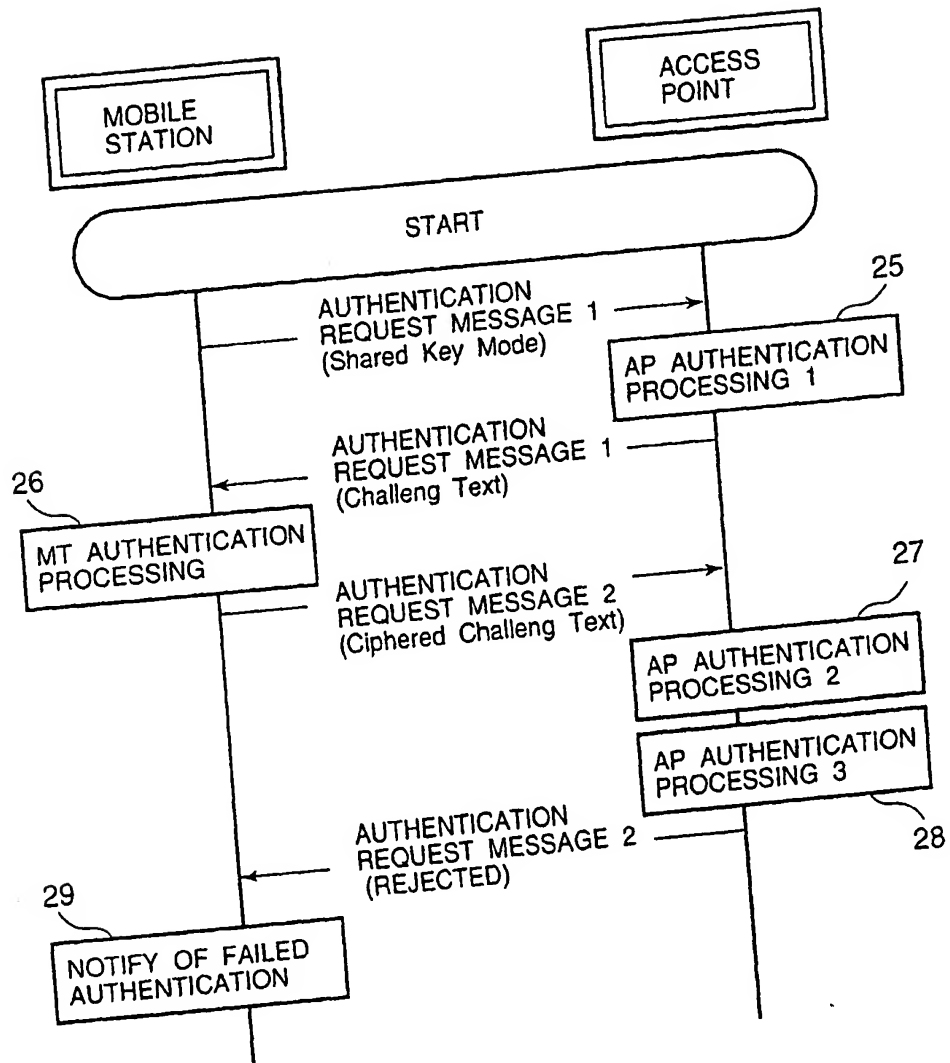 MOBILE
STATION
ACCESS
POINT
START
AUTHENTICATION
REQUEST MESSAGE 1
(Shared Key Mode)
25
AP AUTHENTICATION
PROCESSING 1
AUTHENTICATION
REQUEST MESSAGE 1
(Challeng Text)
26
MT AUTHENTICATION
PROCESSING
AUTHENTICATION
REQUEST MESSAGE 2
(Ciphered Challeng Text)
27
AP AUTHENTICATION
PROCESSING 2
AP AUTHENTICATION
PROCESSING 3
28
AUTHENTICATION
REQUEST MESSAGE 2
(REJECTED)
29
NOTIFY OF FAILED
AUTHENTICATION